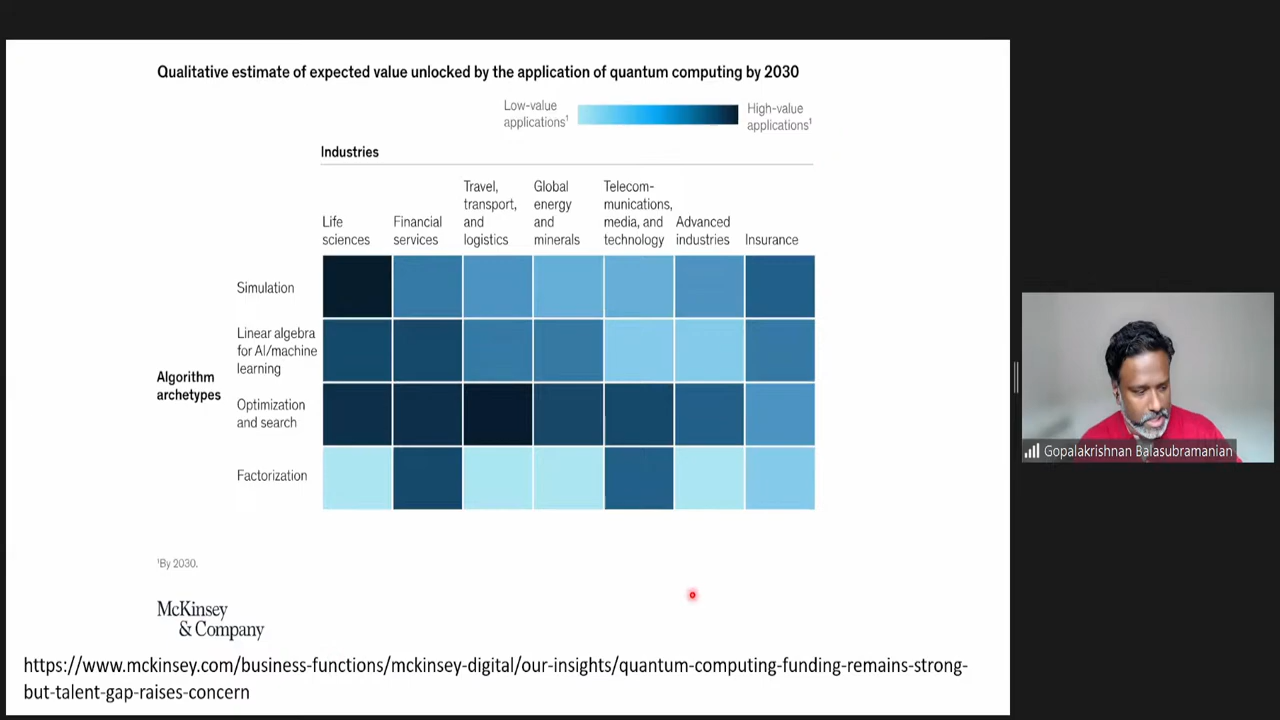 Qualitative estimate of expected value unlocked by the application of quantum computing by 2030
Low-value
applications¹
High-value
applications¹
Industries
Life
sciences
Financial
services
Travel,
transport,
and
logistics
Global
energy
and
minerals
Telecom-
munications,
media, and
technology
Advanced
industries
Insurance
Algorithm
archetypes
Simulation
Linear algebra
for AI/machine
learning
Optimization
and search
Factorization
¹By 2030.
McKinsey
& Company
https://www.mckinsey.com/business-functions/mckinsey-digital/our-insights/quantum-computing-funding-remains-strong-
but-talent-gap-raises-concern
Gopalakrishnan Balasubramanian